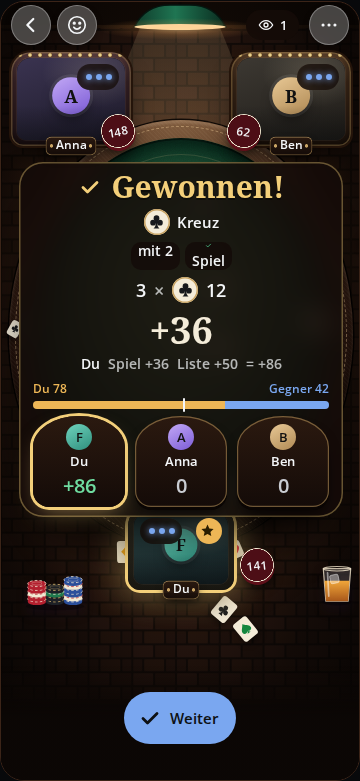 1
A
B
148
62
Anna
Ben
Gewonnen!
Kreuz
mit 2
Spiel
3 × 12
+36
Du Spiel +36 Liste +50 = +86
Du 78
Gegner 42
F
A
B
Du
Anna
Ben
+86
0
0
F
141
Du
Weiter